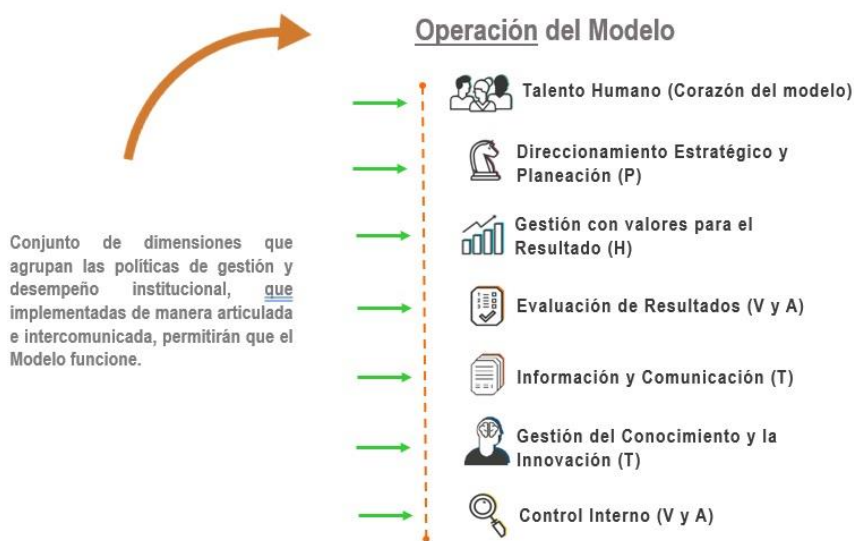 Operación del Modelo
Talento Humano (Corazón del modelo)
Direccionamiento Estratégico y
Planeación (P)
Gestión con valores para el
Resultado (H)
Evaluación de Resultados (V y A)
Información y Comunicación (T)
Gestión del Conocimiento y la
Innovación (T)
Control Interno (V y A)
Conjunto de dimensiones que
agrupan las políticas de gestión y
desempeño institucional, que
implementadas de manera articulada
e intercomunicada, permitirán que el
Modelo funcione.